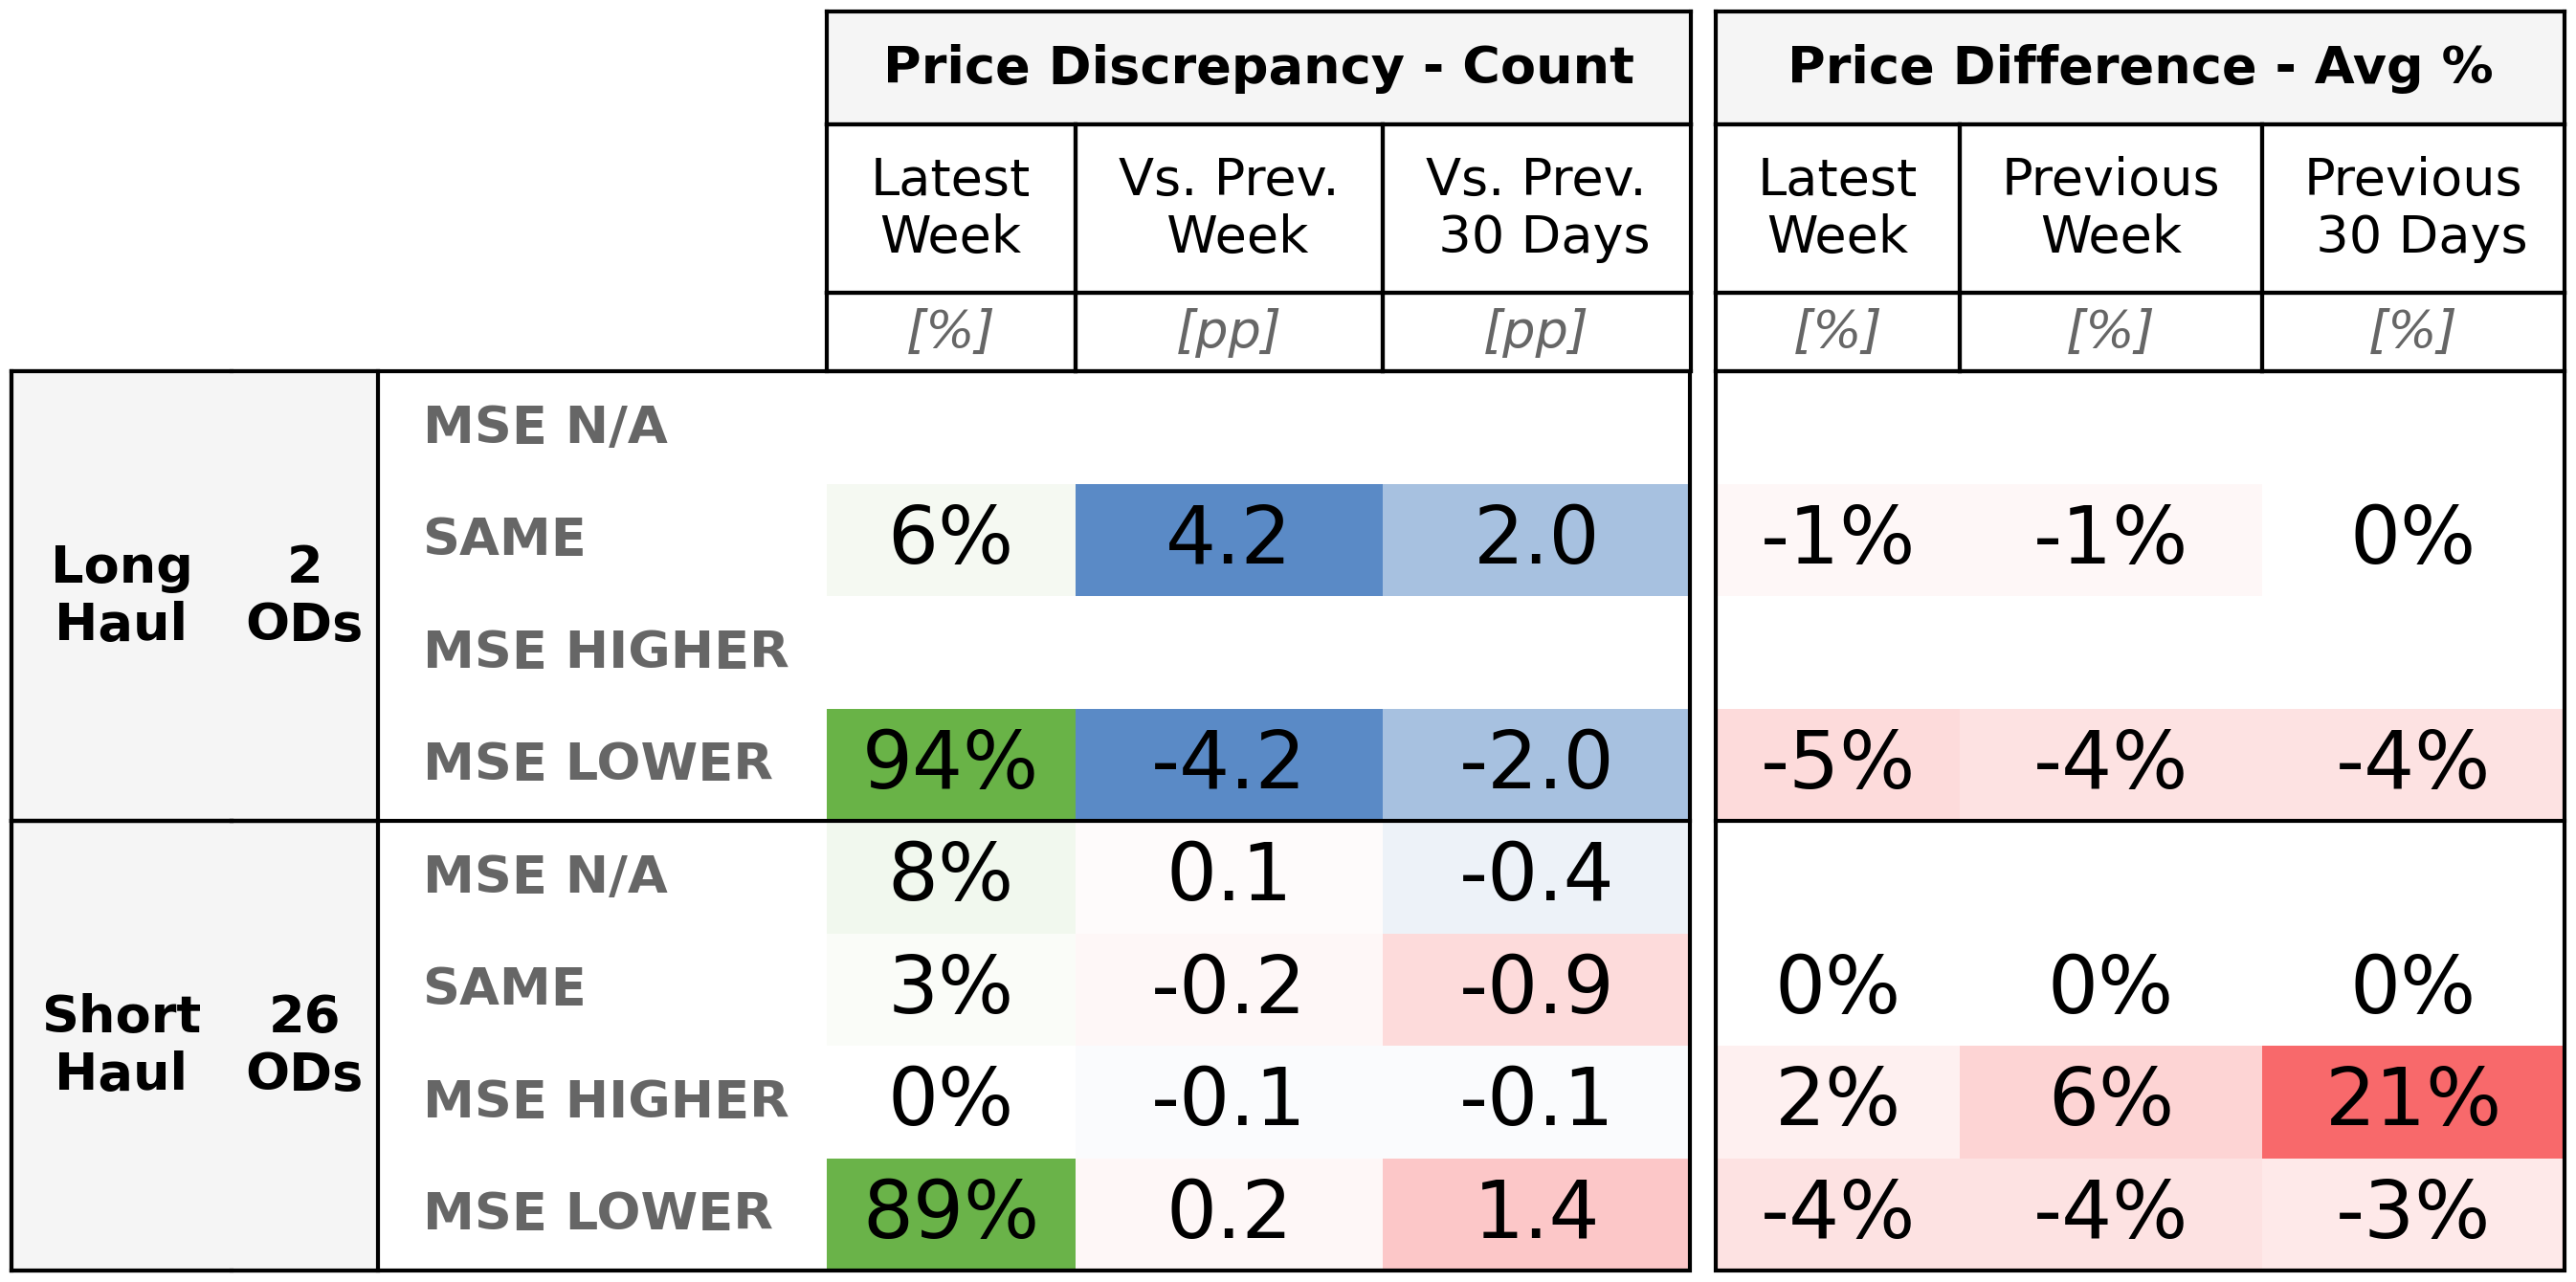 Price Discrepancy - Count Price Difference - Avg %
Latest Week Vs. Prev. Week Vs. Prev. 30 Days Latest Week Previous Week Previous 30 Days
[%] [pp] [pp] [%] [%] [%]
Long Haul 2 ODs
MSE N/A
SAME 6% 4.2 2.0 -1% -1% 0%
MSE HIGHER
MSE LOWER 94% -4.2 -2.0 -5% -4% -4%
Short Haul 26 ODs
MSE N/A 8% 0.1 -0.4
SAME 3% -0.2 -0.9 0% 0% 0%
MSE HIGHER 0% -0.1 -0.1 2% 6% 21%
MSE LOWER 89% 0.2 1.4 -4% -4% -3%